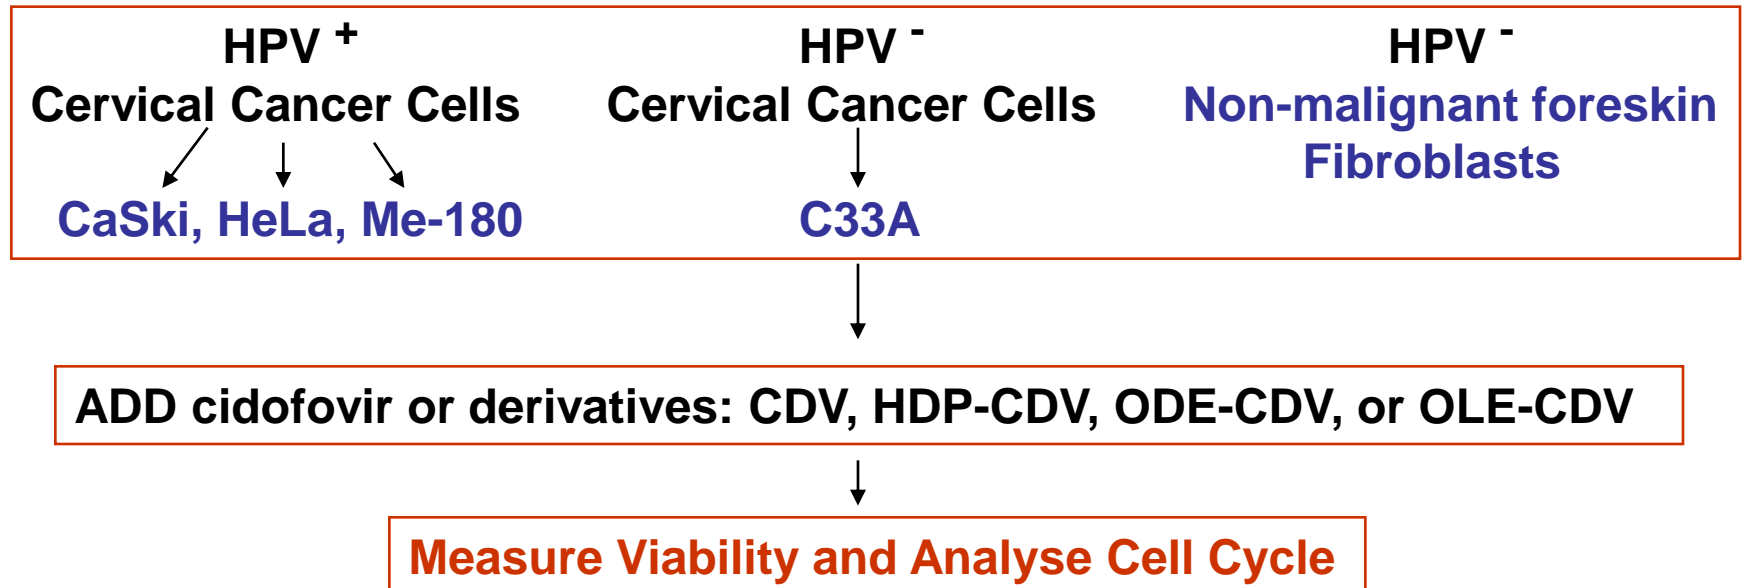 HPV +
Cervical Cancer Cells
CaSki, HeLa, Me-180
HPV -
Cervical Cancer Cells
C33A
HPV -
Non-malignant foreskin
Fibroblasts
ADD cidofovir or derivatives: CDV, HDP-CDV, ODE-CDV, or OLE-CDV
Measure Viability and Analyse Cell Cycle